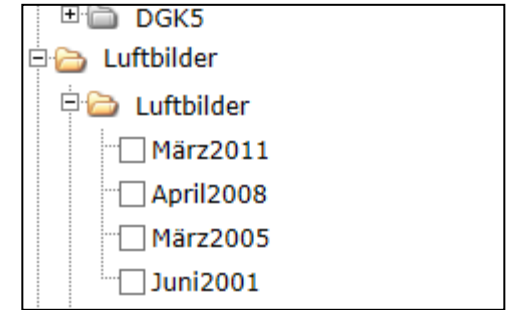 DGK5
Luftbilder
Luftbilder
März2011
April2008
März2005
Juni2001